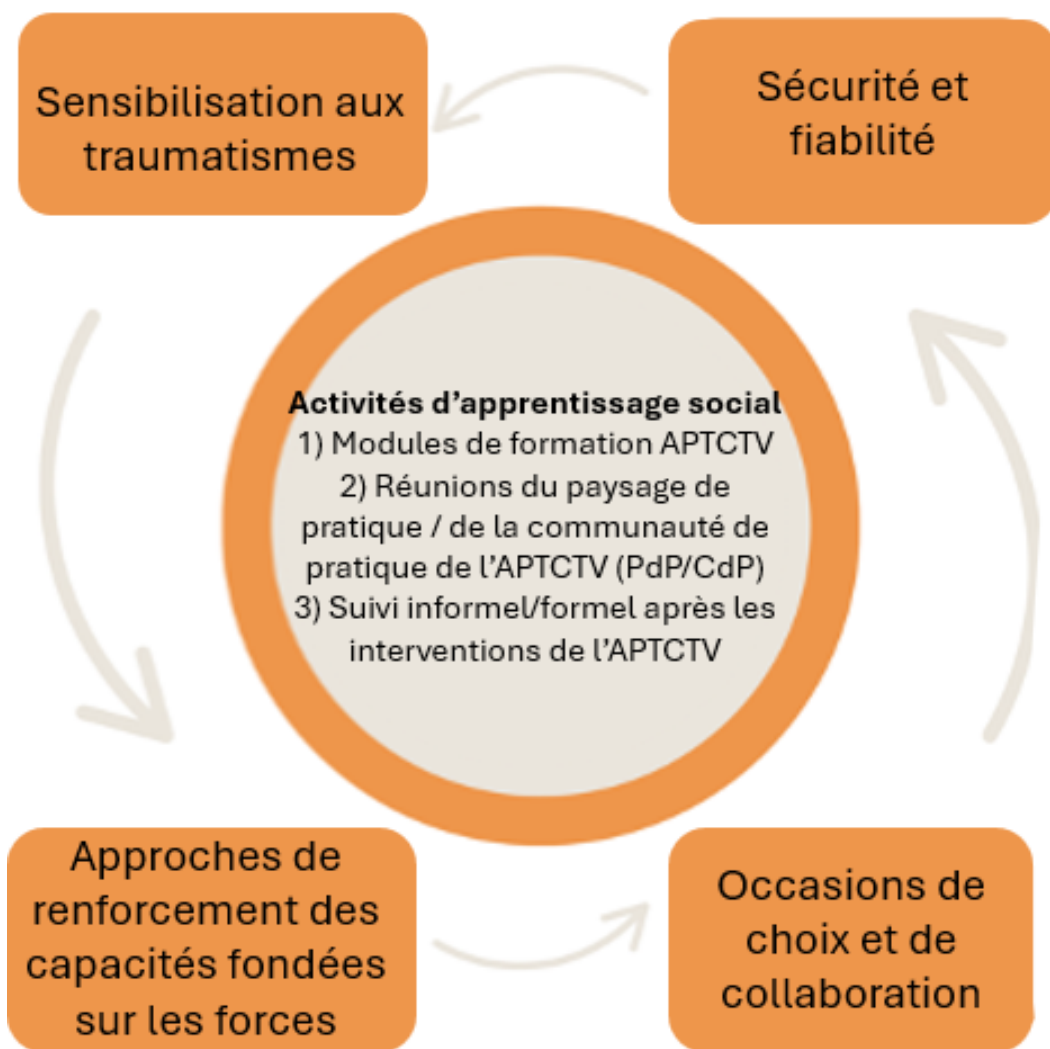 Sensibilisation aux
traumatismes
Sécurité et
fiabilité
Activités d’apprentissage social
1) Modules de formation APTCTV
2) Réunions du paysage de
pratique / de la communauté de
pratique de l’APTCTV (PdP/CdP)
3) Suivi informel/formel après les
interventions de l’APTCTV
Approches de
renforcement des
capacités fondées
sur les forces
Occasions de
choix et de
collaboration